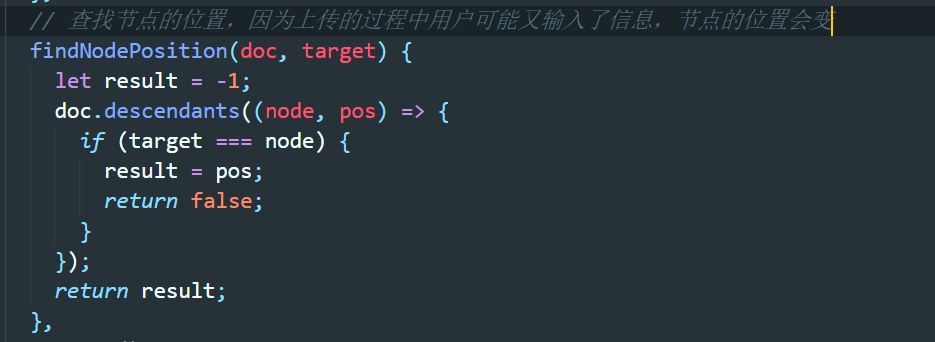 // 查找节点的位置，因为上传的过程中用户可能又输入了信息，节点的位置会变
findNodePosition(doc, target) {
let result = -1;
doc.descendants((node, pos) => {
if (target === node) {
result = pos;
return false;
}
});
return result;
},